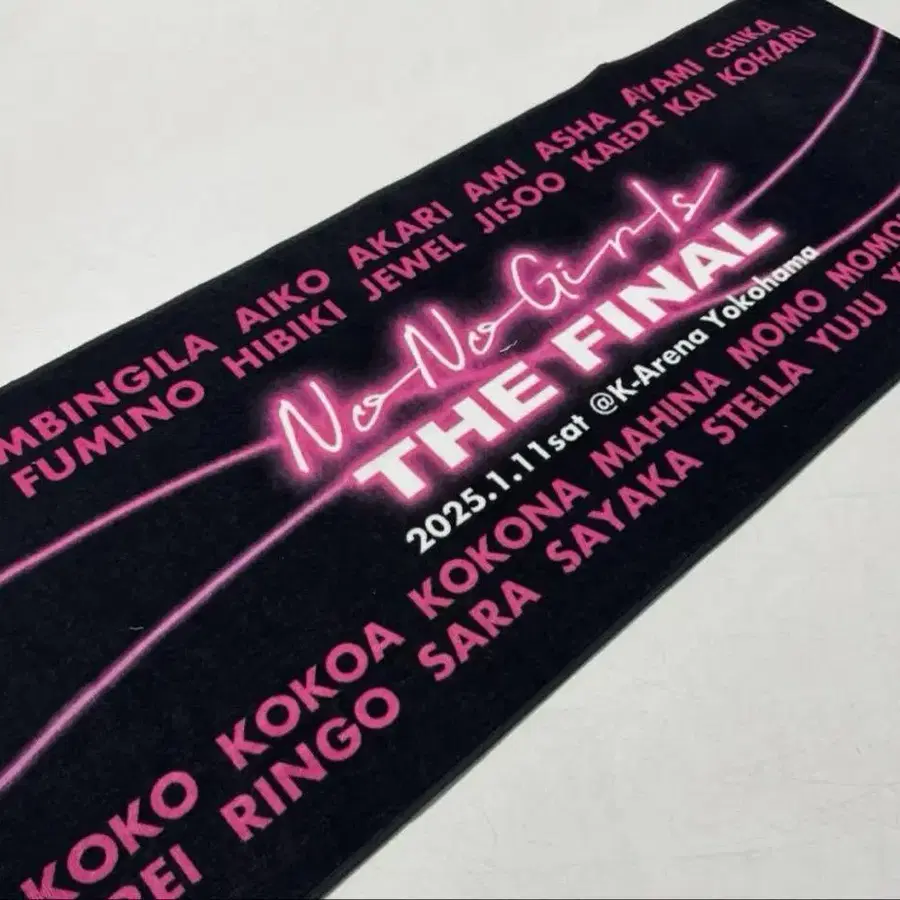 MBINGILA AIKO AKARI AMI ASHA AYAMI CHIKA
FUMINO HIBIKI JEWEL JISOO KAEDE KAI KOHARU
No No Girls
THE FINAL
2025.1.11sat @K-Arena Yokohama
KOKO KOKOA KOKONA MAHINA MOMO
REI RINGO SARA SAYAKA STELLA YUJU